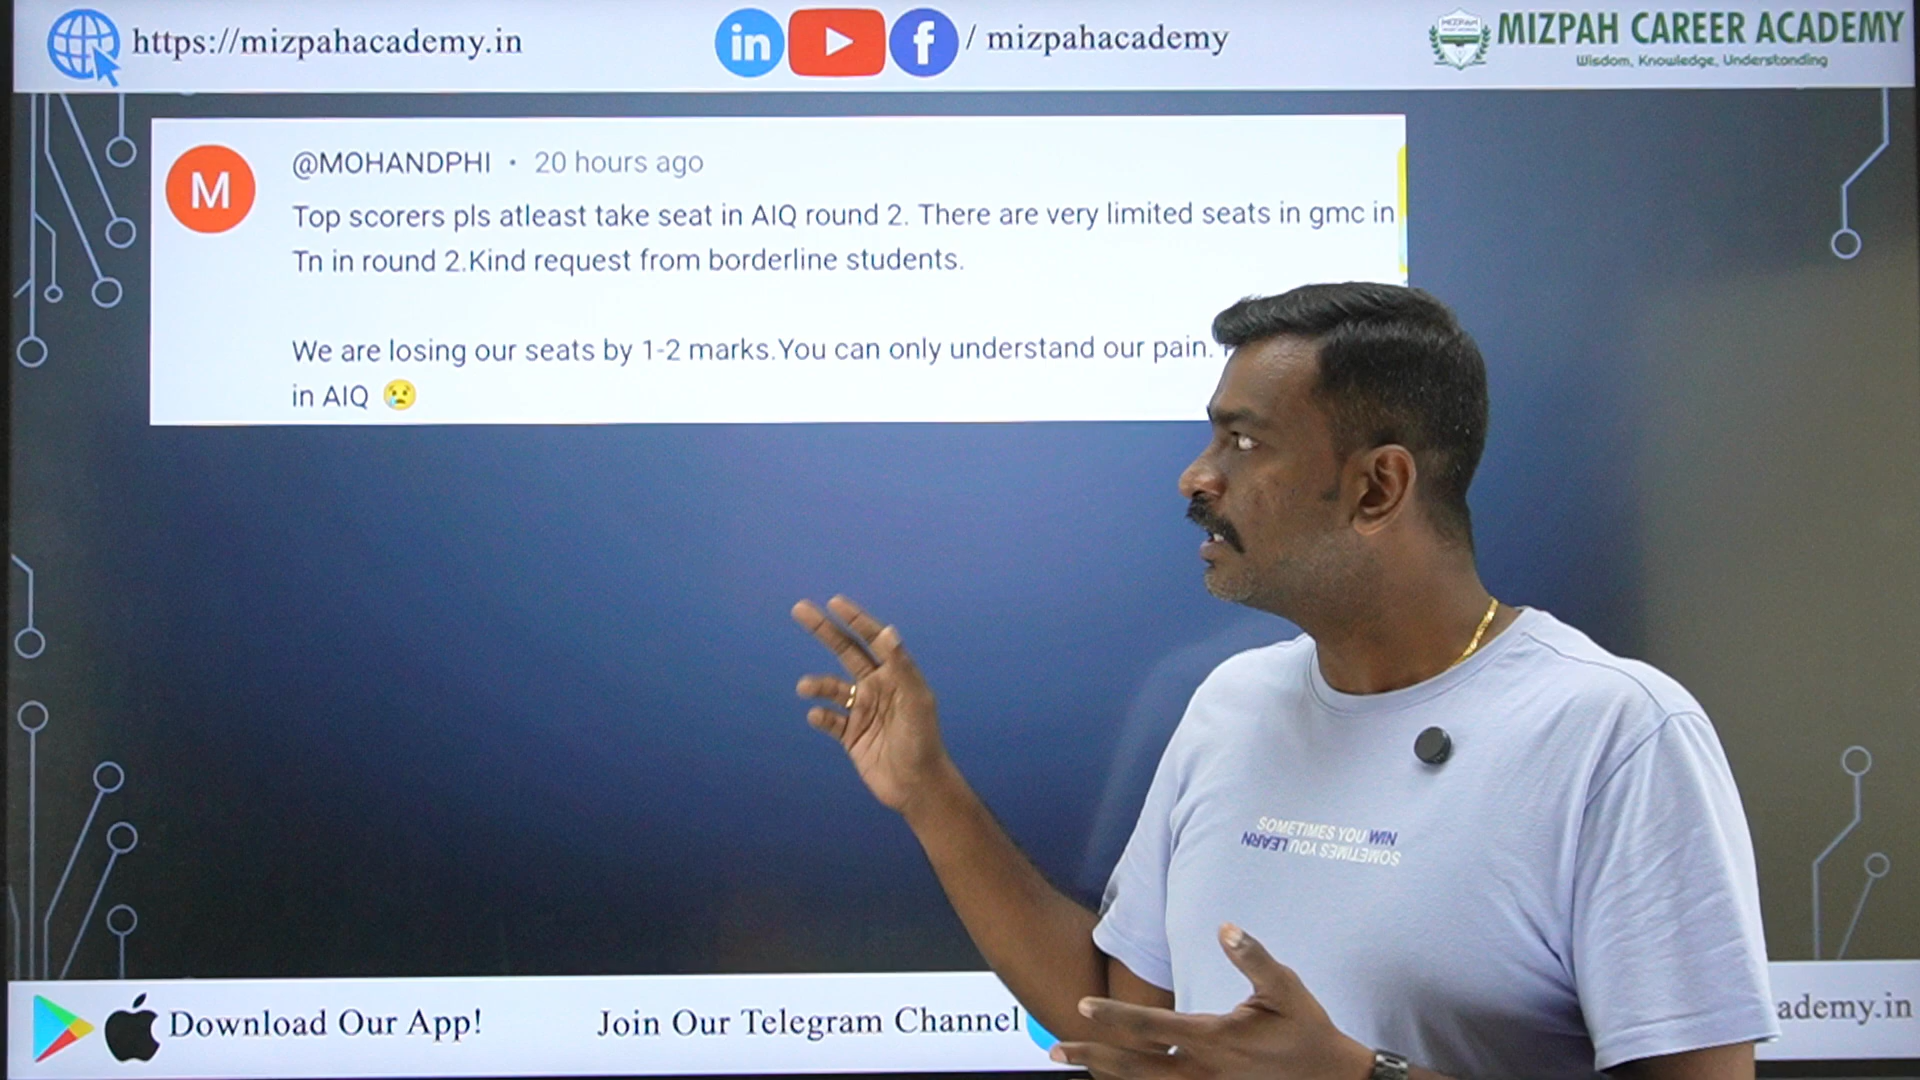 https://mizpahacademy.in
in
f
/ mizpahacademy
MIZPAH
MIZPAH CAREER ACADEMY
Wisdom, Knowledge, Understanding
M
@MOHANDPHI • 20 hours ago
Top scorers pls atleast take seat in AIQ round 2. There are very limited seats in gmc in
Tn in round 2.Kind request from borderline students.
We are losing our seats by 1-2 marks.You can only understand our pain.
in AIQ 😢
SOMETIMES YOU WIN
SOMETIMES YOU LEARN
Download Our App!
Join Our Telegram Channel
ademy.in